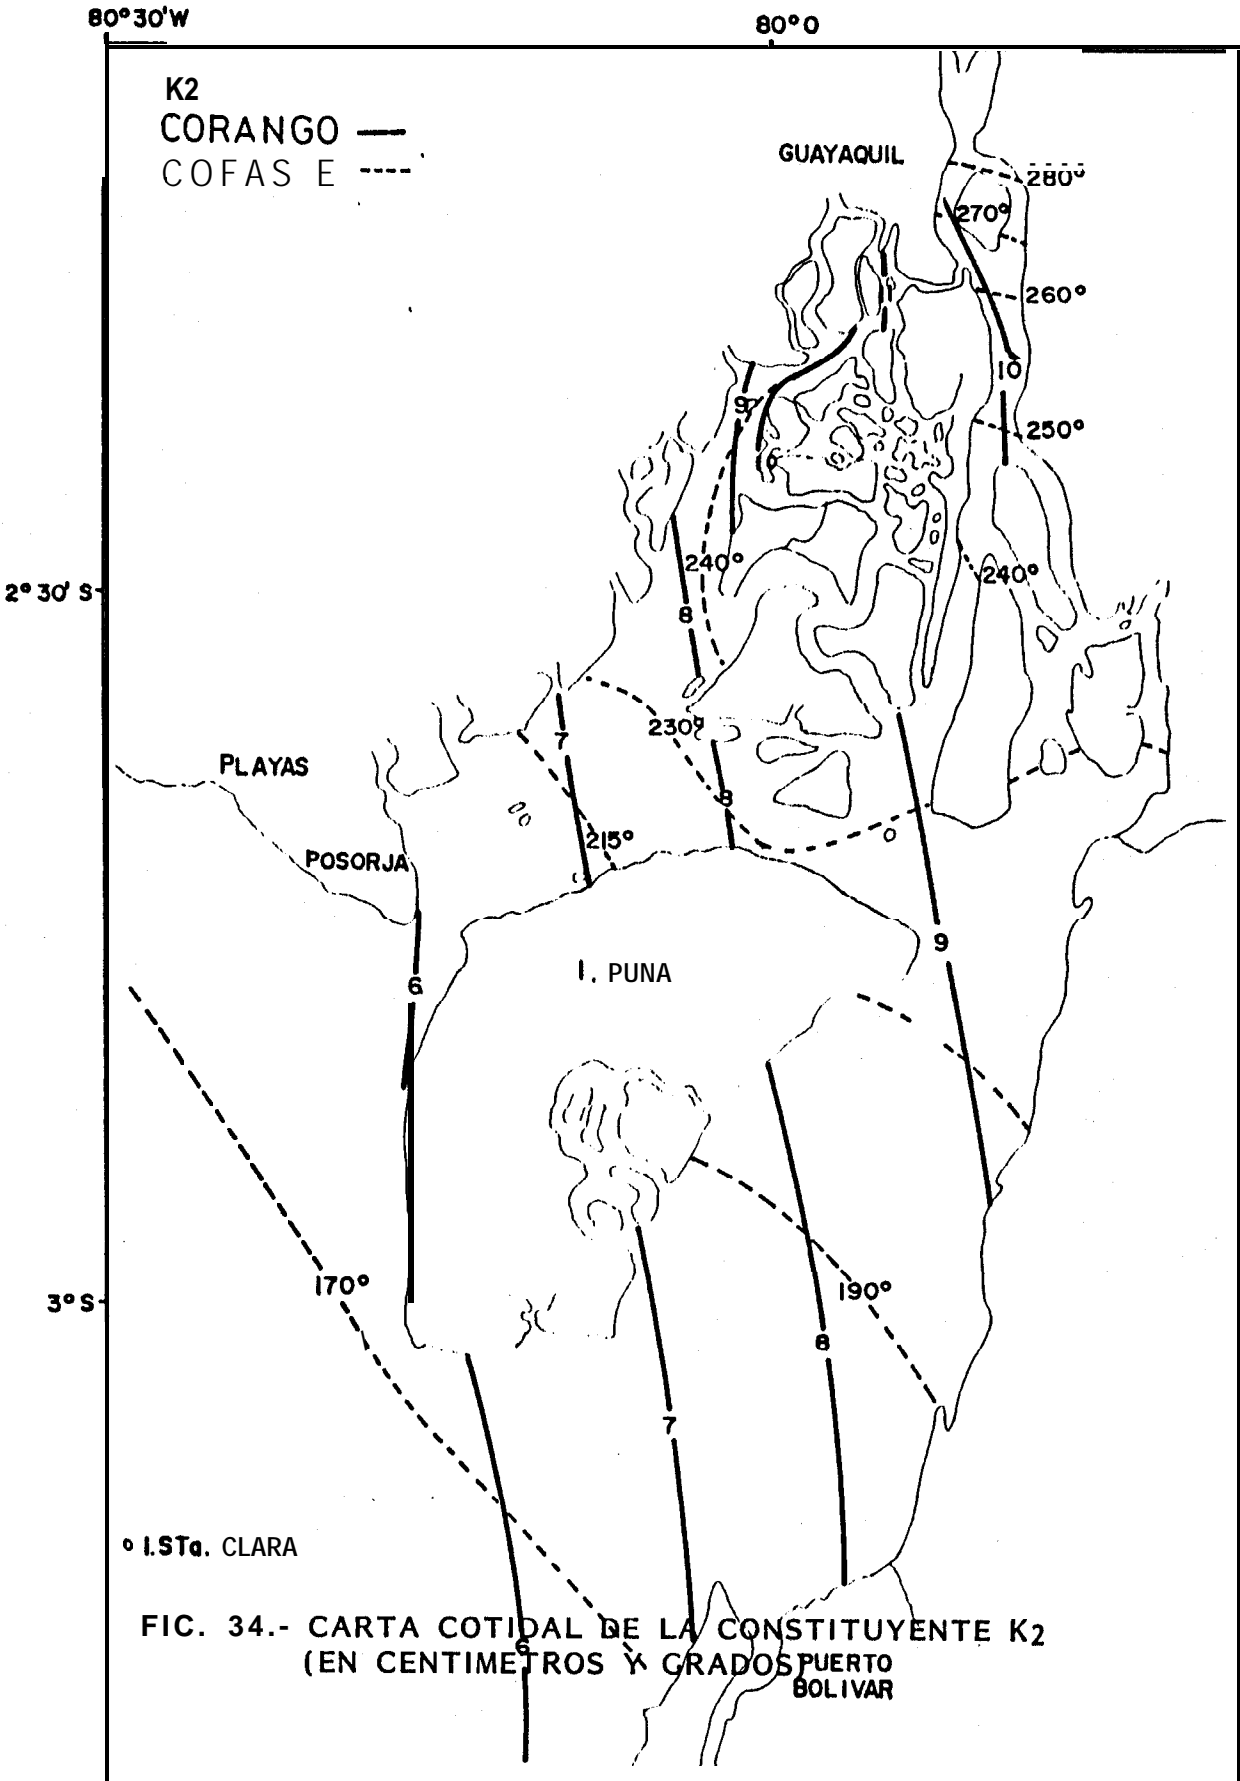 80°30'W
80°0
K2
CORANGO
COFAS E
GUAYAQUIL
280°
270°
260°
10
9
250°
240°
240°
2°30' S
8
230°
7
PLAYAS
8
215°
POSORJA
9
6
I. PUNA
170°
190°
3°S
8
7
I.STa. CLARA
FIC. 34.- CARTA COTIDAL DE LA CONSTITUYENTE K2
6
(EN CENTIMETROS Y GRADOS)
PUERTO
BOLIVAR